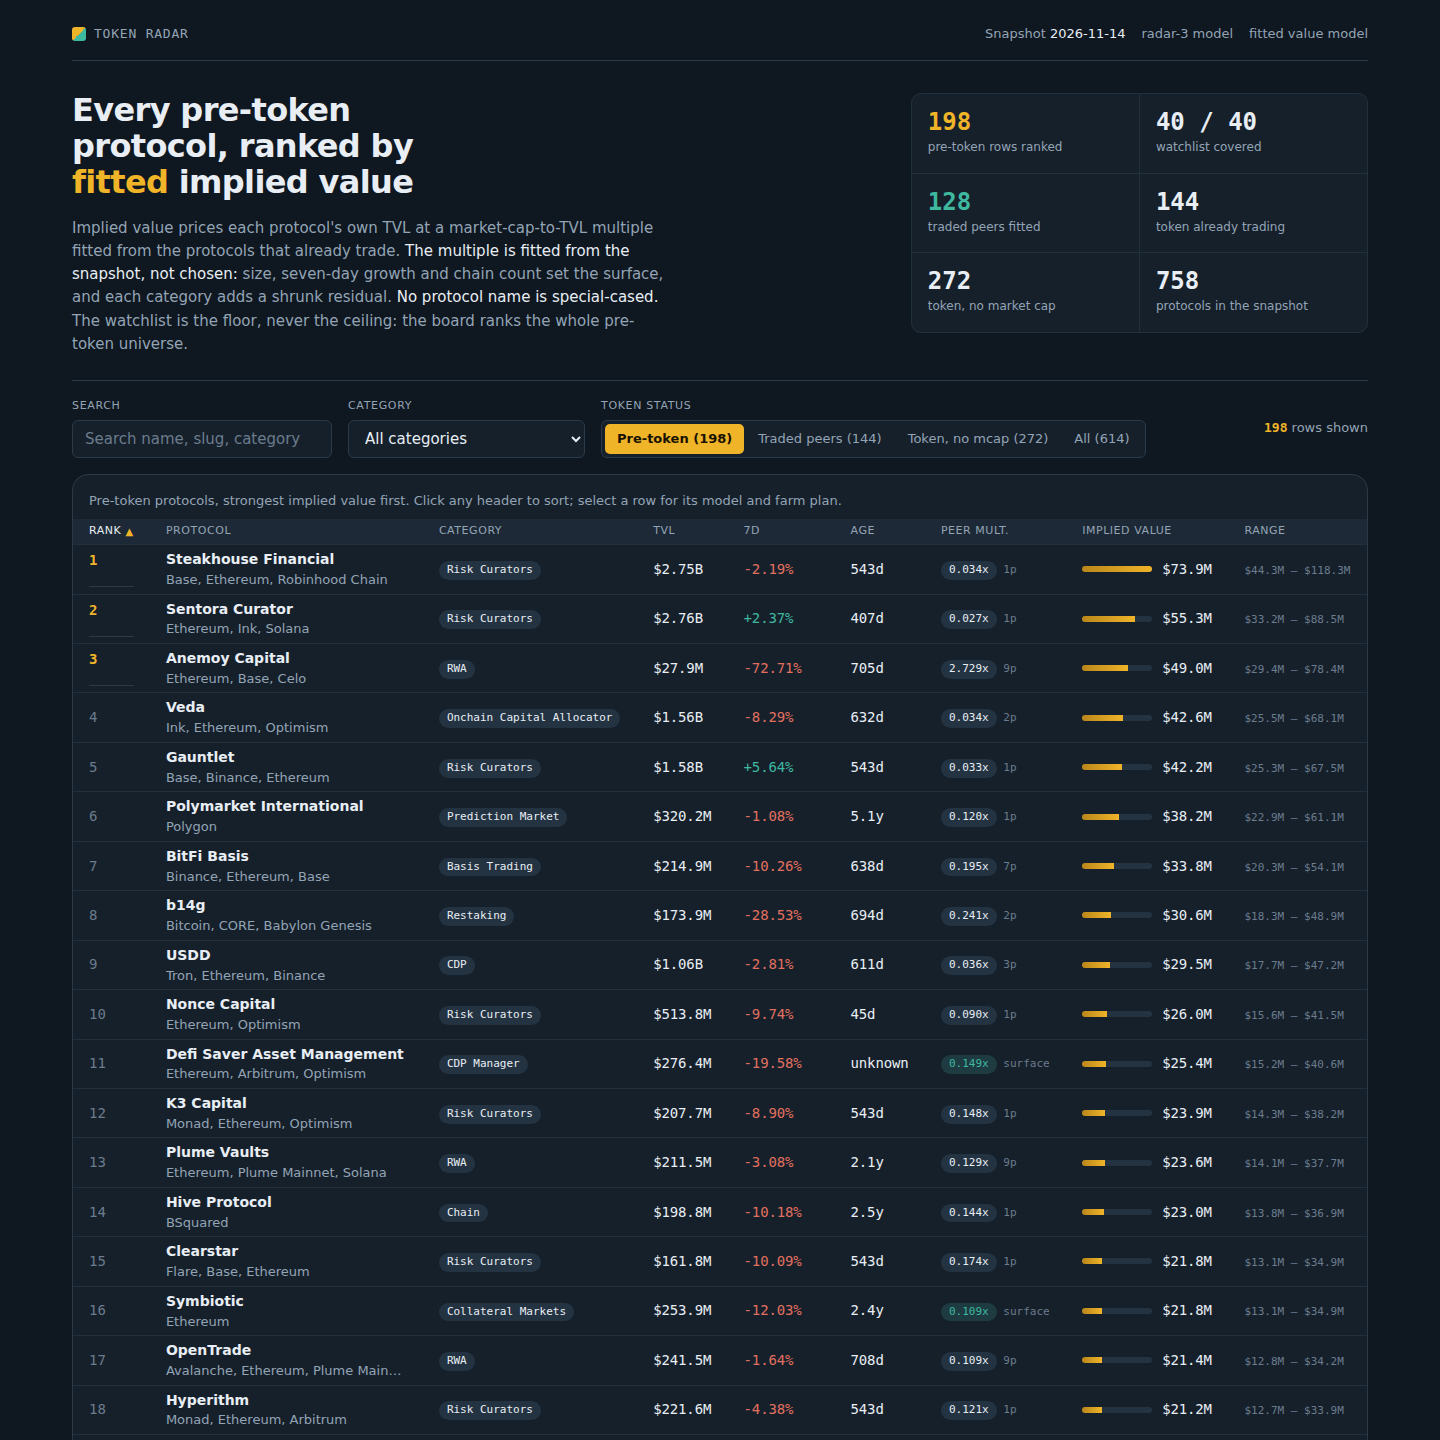 TOKEN RADAR
Snapshot 2026-11-14 radar-3 model fitted value model
Every pre-token
protocol, ranked by
fitted implied value
Implied value prices each protocol's own TVL at a market-cap-to-TVL multiple
fitted from the protocols that already trade. The multiple is fitted from the
snapshot, not chosen: size, seven-day growth and chain count set the surface,
and each category adds a shrunk residual. No protocol name is special-cased.
The watchlist is the floor, never the ceiling: the board ranks the whole pre-
token universe.
198
pre-token rows ranked
40 / 40
watchlist covered
128
traded peers fitted
144
token already trading
272
token, no market cap
758
protocols in the snapshot
SEARCH
Search name, slug, category
CATEGORY
All categories
TOKEN STATUS
Pre-token (198) Traded peers (144) Token, no mcap (272) All (614)
198 rows shown
Pre-token protocols, strongest implied value first. Click any header to sort; select a row for its model and farm plan.
RANK ▲ PROTOCOL CATEGORY TVL 7D AGE PEER MULT. IMPLIED VALUE RANGE
1 Steakhouse Financial Risk Curators $2.75B -2.19% 543d 0.034x 1p $73.9M $44.3M — $118.3M
Base, Ethereum, Robinhood Chain
2 Sentora Curator Risk Curators $2.76B +2.37% 407d 0.027x 1p $55.3M $33.2M — $88.5M
Ethereum, Ink, Solana
3 Anemoy Capital RWA $27.9M -72.71% 705d 2.729x 9p $49.0M $29.4M — $78.4M
Ethereum, Base, Celo
4 Veda Onchain Capital Allocator $1.56B -8.29% 632d 0.034x 2p $42.6M $25.5M — $68.1M
Ink, Ethereum, Optimism
5 Gauntlet Risk Curators $1.58B +5.64% 543d 0.033x 1p $42.2M $25.3M — $67.5M
Base, Binance, Ethereum
6 Polymarket International Prediction Market $320.2M -1.08% 5.1y 0.120x 1p $38.2M $22.9M — $61.1M
Polygon
7 BitFi Basis Basis Trading $214.9M -10.26% 638d 0.195x 7p $33.8M $20.3M — $54.1M
Binance, Ethereum, Base
8 b14g Restaking $173.9M -28.53% 694d 0.241x 2p $30.6M $18.3M — $48.9M
Bitcoin, CORE, Babylon Genesis
9 USDD CDP $1.06B -2.81% 611d 0.036x 3p $29.5M $17.7M — $47.2M
Tron, Ethereum, Binance
10 Nonce Capital Risk Curators $513.8M -9.74% 45d 0.090x 1p $26.0M $15.6M — $41.5M
Ethereum, Optimism
11 Defi Saver Asset Management CDP Manager $276.4M -19.58% unknown 0.149x surface $25.4M $15.2M — $40.6M
Ethereum, Arbitrum, Optimism
12 K3 Capital Risk Curators $207.7M -8.90% 543d 0.148x 1p $23.9M $14.3M — $38.2M
Monad, Ethereum, Optimism
13 Plume Vaults RWA $211.5M -3.08% 2.1y 0.129x 9p $23.6M $14.1M — $37.7M
Ethereum, Plume Mainnet, Solana
14 Hive Protocol Chain $198.8M -10.18% 2.5y 0.144x 1p $23.0M $13.8M — $36.9M
BSquared
15 Clearstar Risk Curators $161.8M -10.09% 543d 0.174x 1p $21.8M $13.1M — $34.9M
Flare, Base, Ethereum
16 Symbiotic Collateral Markets $253.9M -12.03% 2.4y 0.109x surface $21.8M $13.1M — $34.9M
Ethereum
17 OpenTrade RWA $241.5M -1.64% 708d 0.109x 9p $21.4M $12.8M — $34.2M
Avalanche, Ethereum, Plume Main…
18 Hyperithm Risk Curators $221.6M -4.38% 543d 0.121x 1p $21.2M $12.7M — $33.9M
Monad, Ethereum, Arbitrum